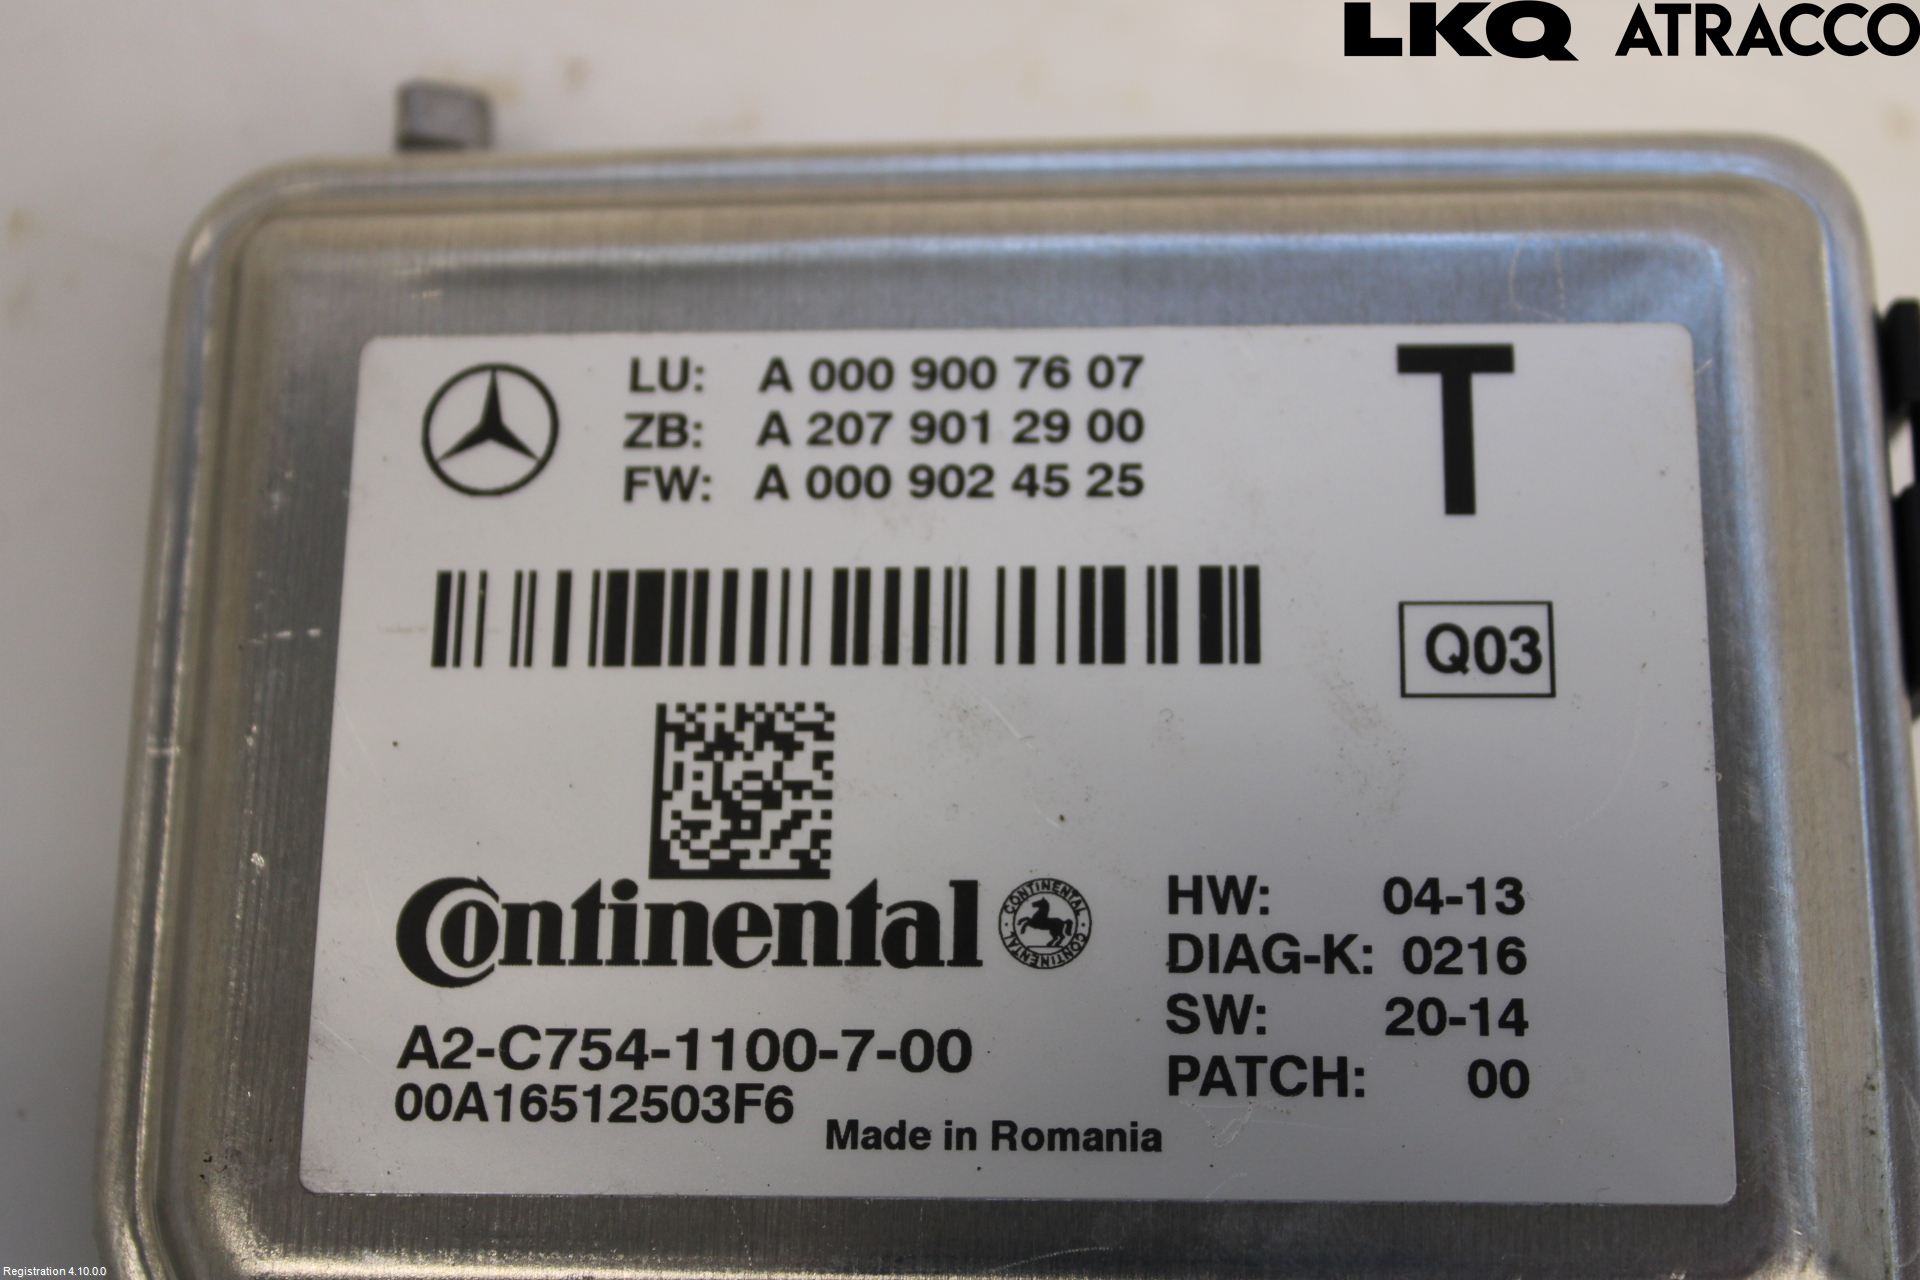 LKQ ATRACCO
LU: A 000 900 76 07
ZB: A 207 901 29 00
FW: A 000 902 45 25
T
Q03
Continental
CONTINENTAL · CONTINENTAL ·
HW: 04-13
DIAG-K: 0216
SW: 20-14
PATCH: 00
A2-C754-1100-7-00
00A16512503F6
Made in Romania
Registration 4.10.0.0